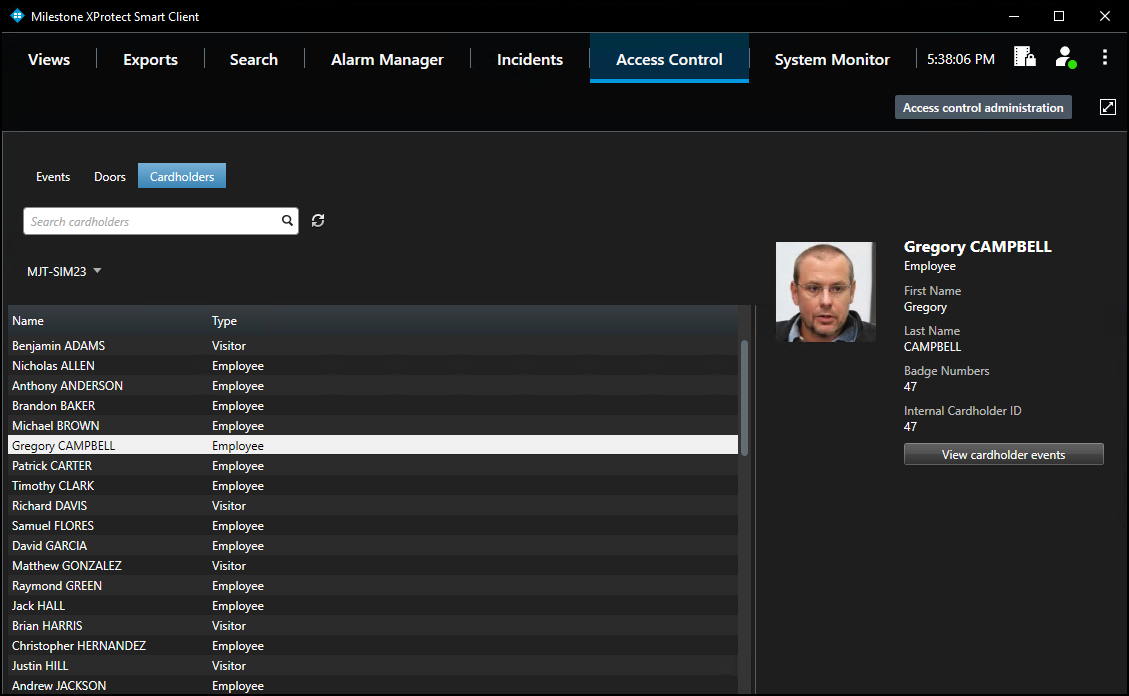 Milestone XProtect Smart Client
Views
Exports
Search
Alarm Manager
Incidents
Access Control
System Monitor
5:38:06 PM
Access control administration
Events
Doors
Cardholders
Search cardholders
MJT-SIM23
Name Type
Benjamin ADAMS Visitor
Nicholas ALLEN Employee
Anthony ANDERSON Employee
Brandon BAKER Employee
Michael BROWN Employee
Gregory CAMPBELL Employee
Patrick CARTER Employee
Timothy CLARK Employee
Richard DAVIS Visitor
Samuel FLORES Employee
David GARCIA Employee
Matthew GONZALEZ Visitor
Raymond GREEN Employee
Jack HALL Employee
Brian HARRIS Visitor
Christopher HERNANDEZ Employee
Justin HILL Visitor
Andrew JACKSON Employee
Gregory CAMPBELL
Employee
First Name
Gregory
Last Name
CAMPBELL
Badge Numbers
47
Internal Cardholder ID
47
View cardholder events